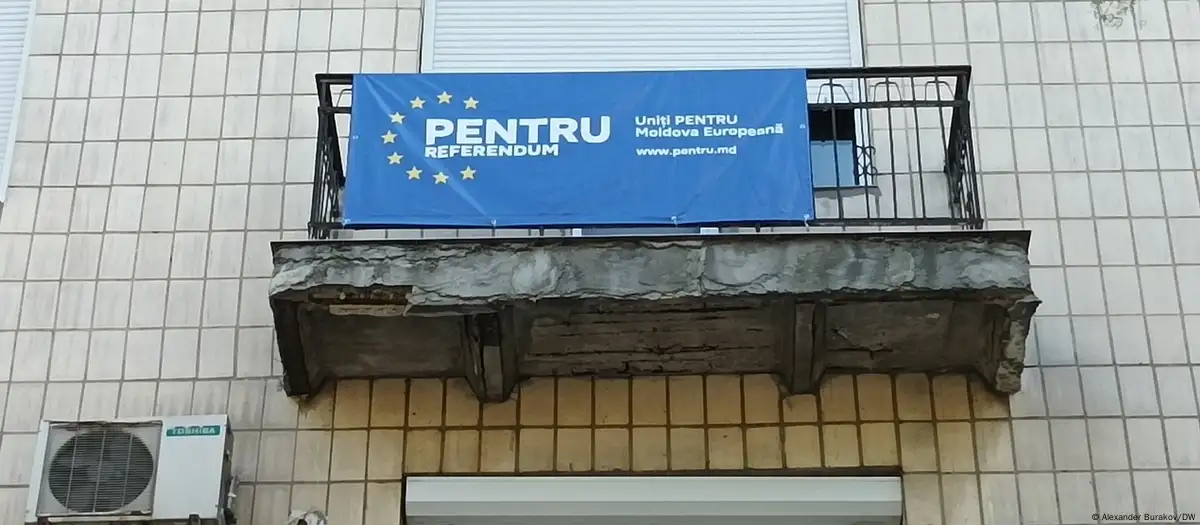 PENTRU
REFERENDUM
Uniți PENTRU
Moldova Europeană
www.pentru.md
TOSHIBA
© Alexander Burakov/DW